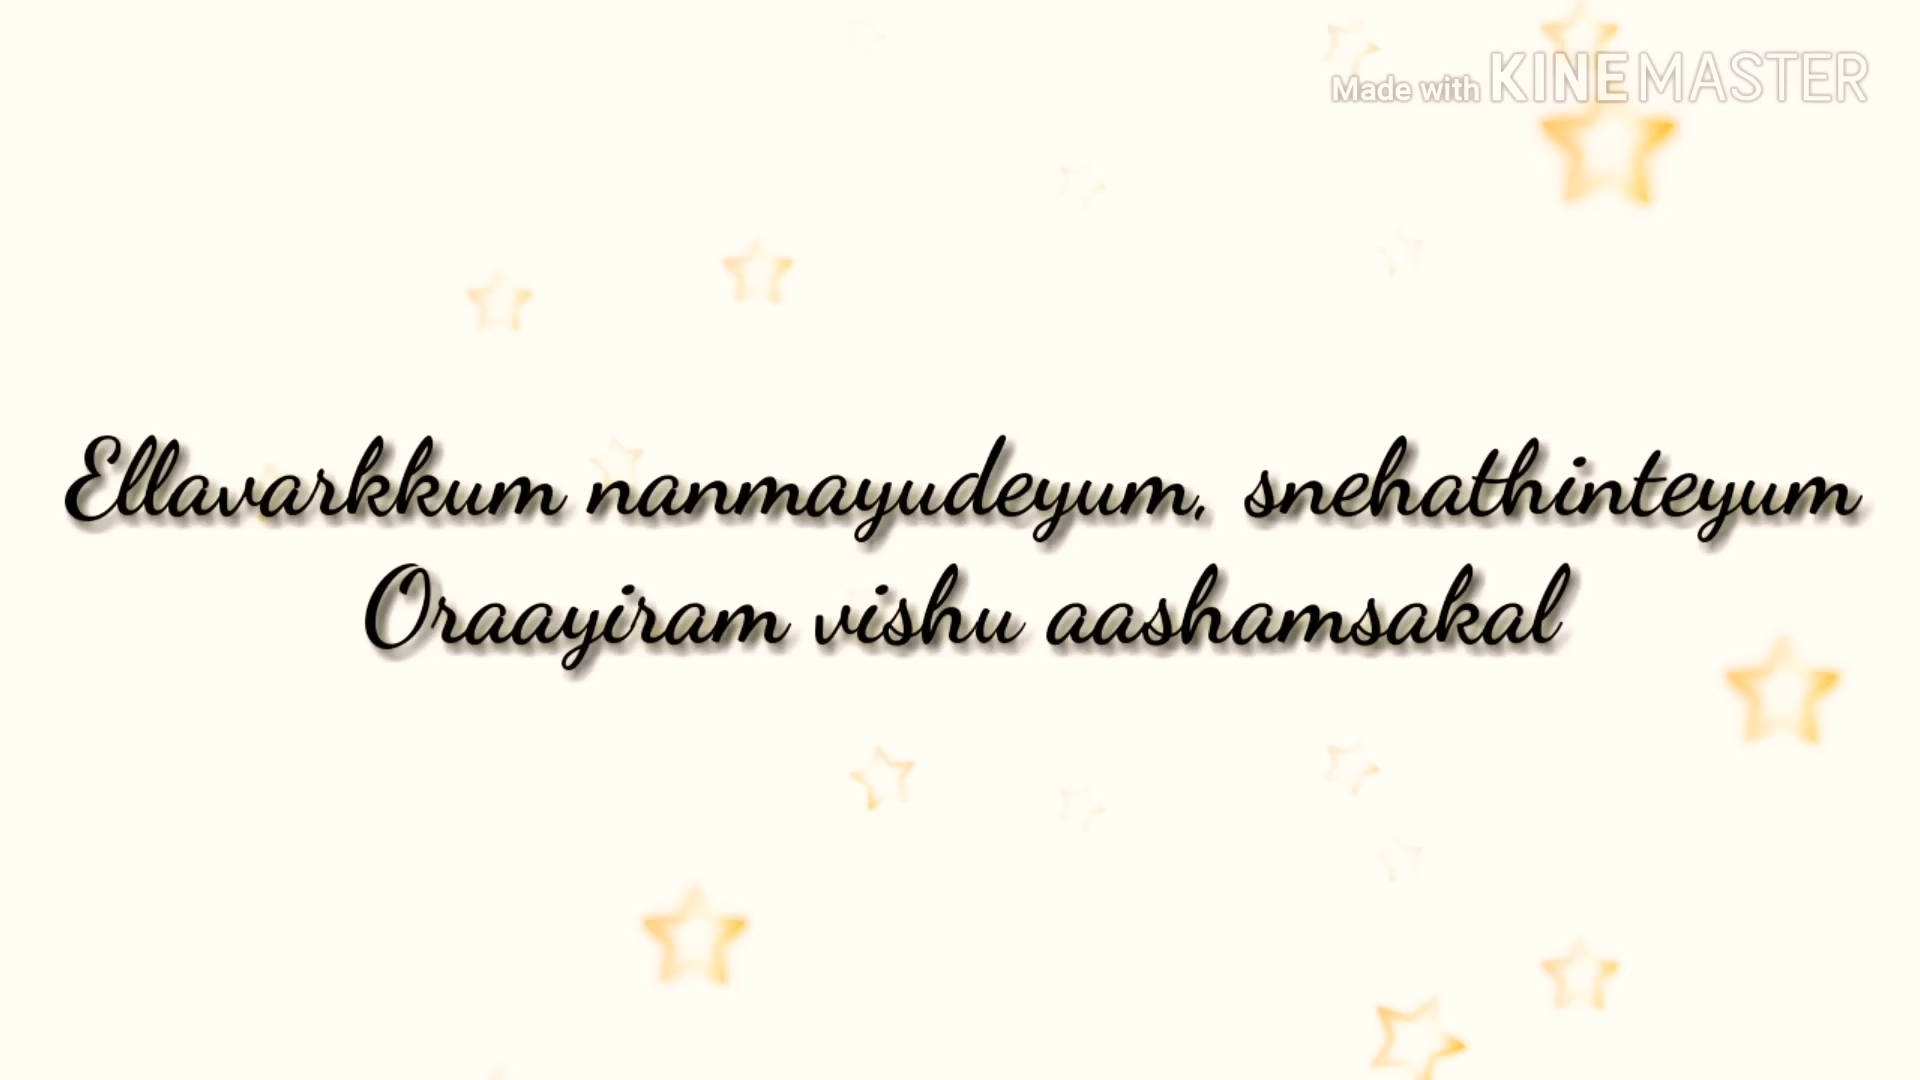 Made with KINEMASTER
Ellavarkkum nanmayudeyum, snehathinteyum
Oraayiram vishu aashamsakal